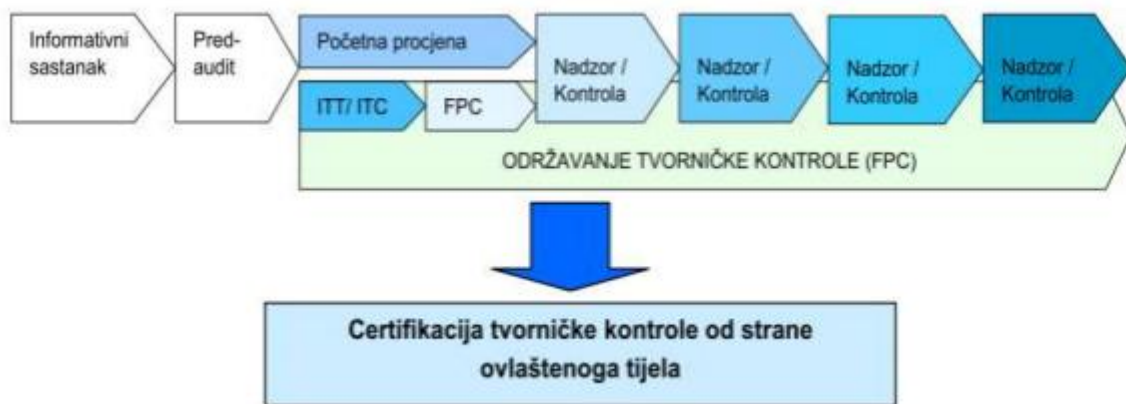 Informativni
sastanak
Pred-
audit
Početna procjena
ITT/ ITC
FPC
Nadzor /
Kontrola
Nadzor /
Kontrola
Nadzor /
Kontrola
Nadzor /
Kontrola
ODRŽAVANJE TVORNIČKE KONTROLE (FPC)
Certifikacija tvorničke kontrole od strane
ovlaštenoga tijela